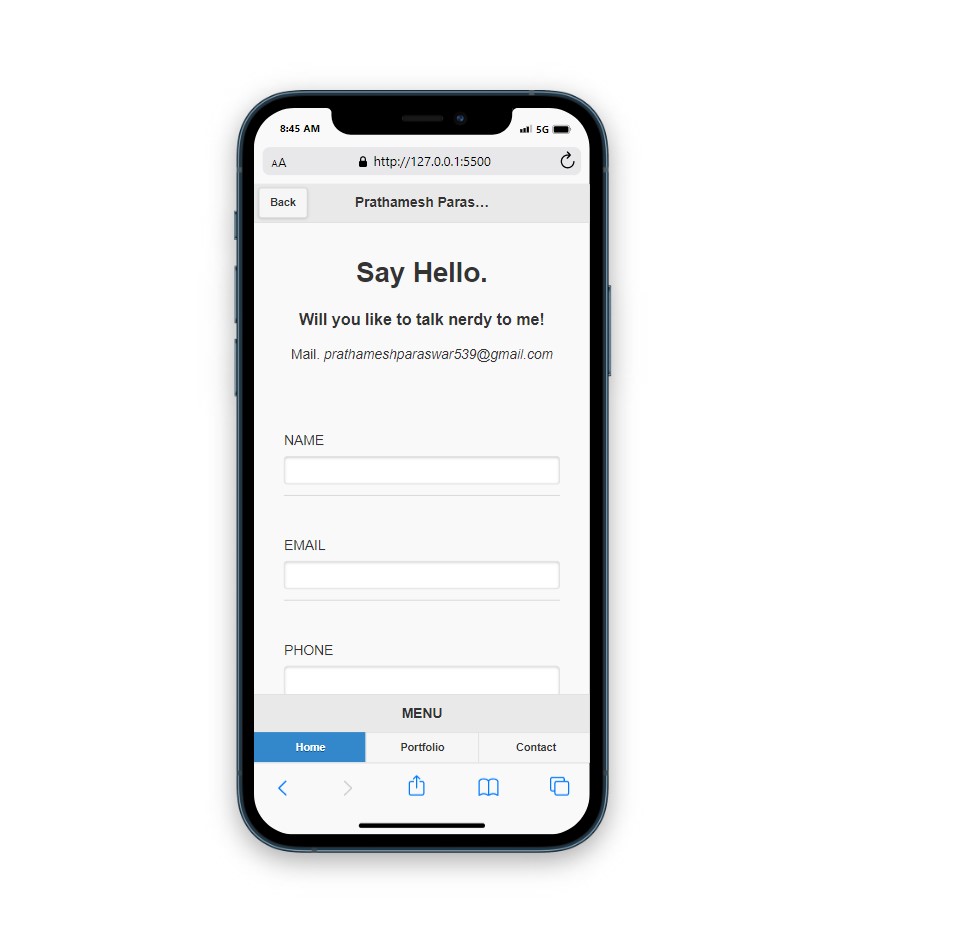 8:45 AM 5G
AA http://127.0.0.1:5500
Back Prathamesh Paras...
Say Hello.
Will you like to talk nerdy to me!
Mail. prathameshparaswar539@gmail.com
NAME
EMAIL
PHONE
MENU
Home Portfolio Contact